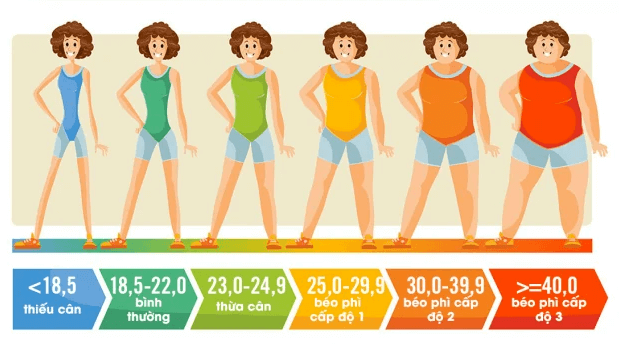 <18,5
thiếu cân
18,5-22,0
bình
thường
23,0-24,9
thừa cân
25,0-29,9
béo phì
cấp độ 1
30,0-39,9
béo phì cấp
độ 2
>=40,0
béo phì cấp
độ 3